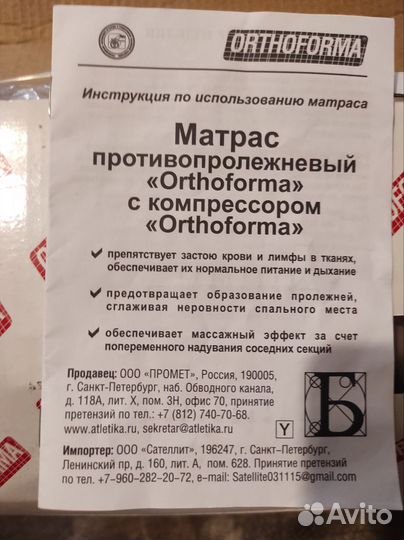 ORTHOFORMA
Инструкция по использованию матраса
Матрас
противопролежневый
«Orthoforma»
с компрессором
«Orthoforma»
препятствует застою крови и лимфы в тканях,
обеспечивает их нормальное питание и дыхание
предотвращает образование пролежней,
сглаживая неровности спального места
обеспечивает массажный эффект за счет
попеременного надувания соседних секций
Продавец: ООО «ПРОМЕТ», Россия, 190005,
г. Санкт-Петербург, наб. Обводного канала,
д. 118А, лит. Х, пом. 3Н, офис 70, принятие
претензий по тел.: +7 (812) 740-70-68.
www.atletika.ru, sekretar@atletika.ru
Y
Б
Импортер: ООО «Сателлит», 196247, г. Санкт-Петербург,
Ленинский пр, д. 160, лит. А, пом. 628. Принятие претензий
по тел. +7-960-282-20-72, e-mail: Satellite031115@gmail.com
Avito